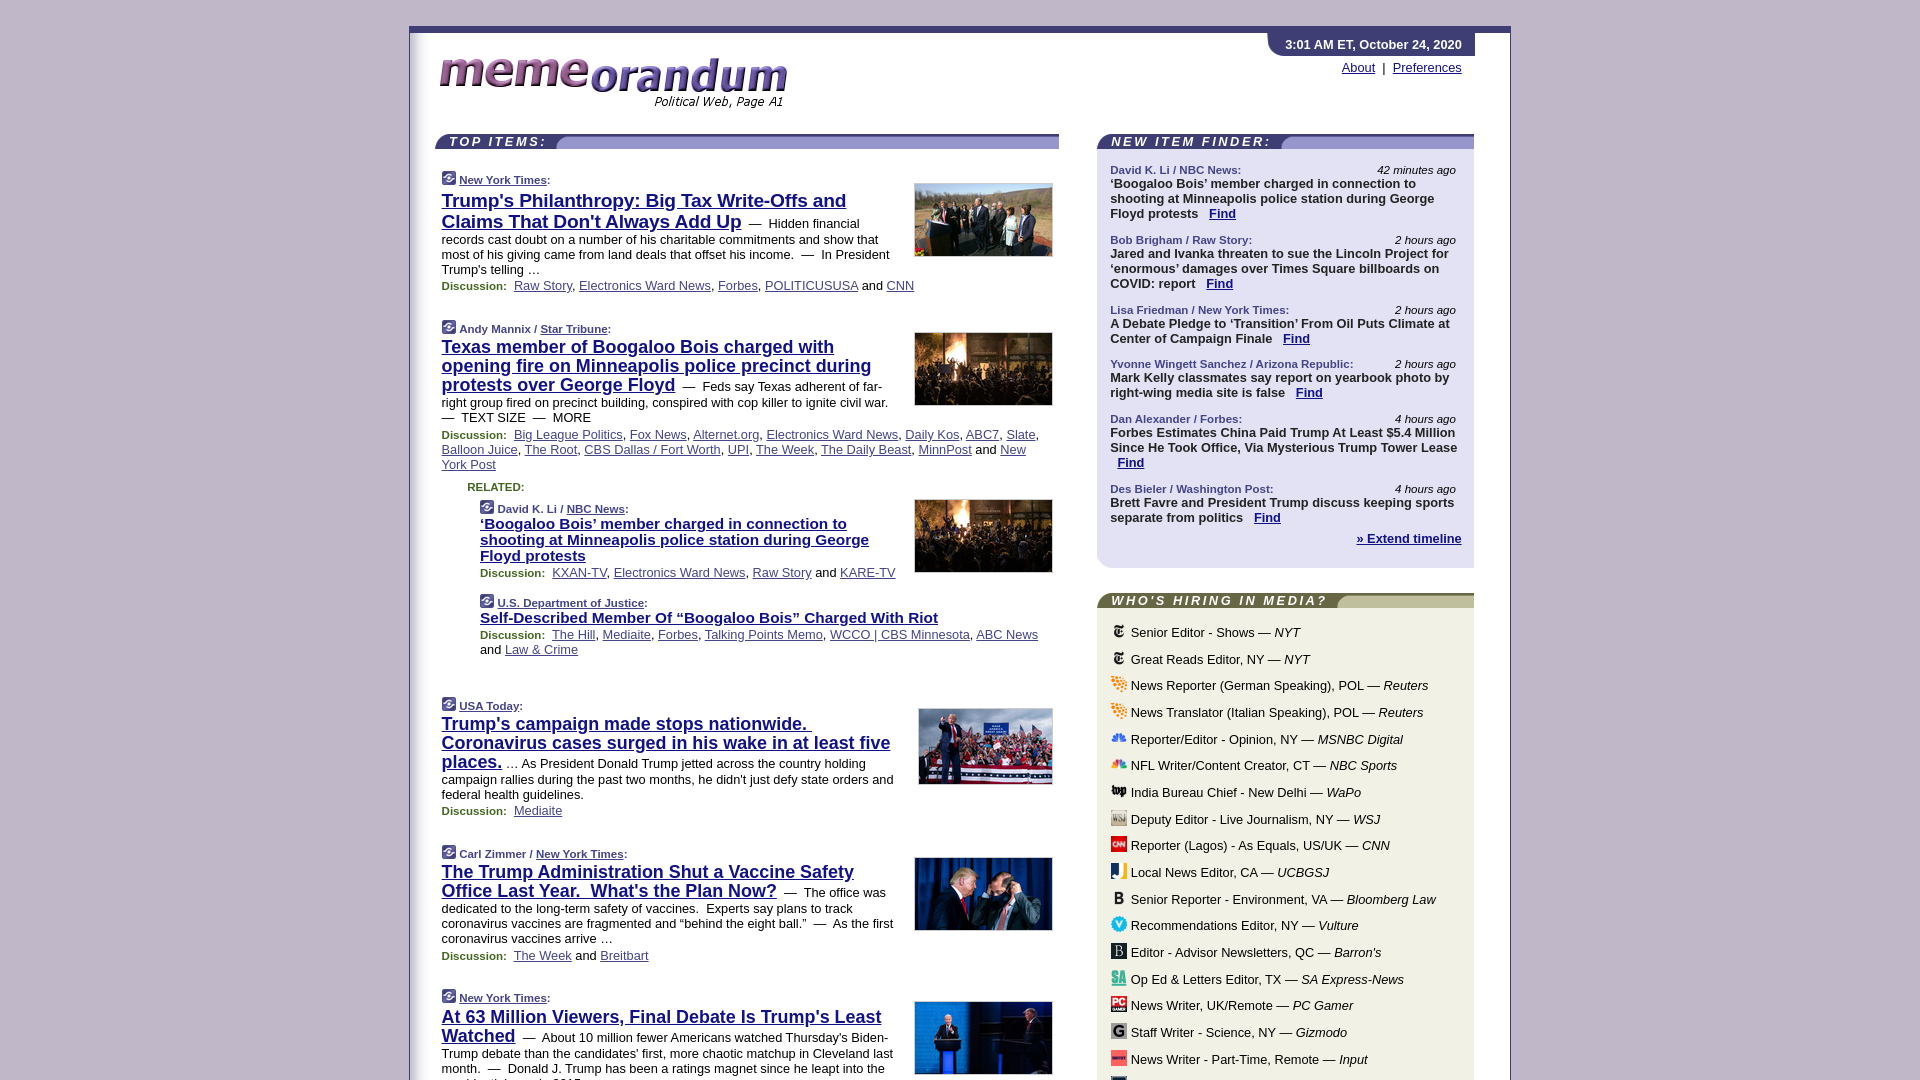 3:01 AM ET, October 24, 2020
About | Preferences
memeorandum
Political Web, Page A1
TOP ITEMS:
New York Times:
Trump's Philanthropy: Big Tax Write-Offs and
Claims That Don't Always Add Up — Hidden financial
records cast doubt on a number of his charitable commitments and show that
most of his giving came from land deals that offset his income. — In President
Trump's telling …
Discussion: Raw Story, Electronics Ward News, Forbes, POLITICUSUSA and CNN
Andy Mannix / Star Tribune:
Texas member of Boogaloo Bois charged with
opening fire on Minneapolis police precinct during
protests over George Floyd — Feds say Texas adherent of far-
right group fired on precinct building, conspired with cop killer to ignite civil war.
— TEXT SIZE — MORE
Discussion: Big League Politics, Fox News, Alternet.org, Electronics Ward News, Daily Kos, ABC7, Slate,
Balloon Juice, The Root, CBS Dallas / Fort Worth, UPI, The Week, The Daily Beast, MinnPost and New
York Post
RELATED:
David K. Li / NBC News:
‘Boogaloo Bois’ member charged in connection to
shooting at Minneapolis police station during George
Floyd protests
Discussion: KXAN-TV, Electronics Ward News, Raw Story and KARE-TV
U.S. Department of Justice:
Self-Described Member Of “Boogaloo Bois” Charged With Riot
Discussion: The Hill, Mediaite, Forbes, Talking Points Memo, WCCO | CBS Minnesota, ABC News
and Law & Crime
USA Today:
Trump's campaign made stops nationwide.
Coronavirus cases surged in his wake in at least five
places. … As President Donald Trump jetted across the country holding
campaign rallies during the past two months, he didn't just defy state orders and
federal health guidelines.
Discussion: Mediaite
Carl Zimmer / New York Times:
The Trump Administration Shut a Vaccine Safety
Office Last Year. What's the Plan Now? — The office was
dedicated to the long-term safety of vaccines. Experts say plans to track
coronavirus vaccines are fragmented and “behind the eight ball.” — As the first
coronavirus vaccines arrive …
Discussion: The Week and Breitbart
New York Times:
At 63 Million Viewers, Final Debate Is Trump's Least
Watched — About 10 million fewer Americans watched Thursday's Biden-
Trump debate than the candidates' first, more chaotic matchup in Cleveland last
month. — Donald J. Trump has been a ratings magnet since he leapt into the
NEW ITEM FINDER:
David K. Li / NBC News: 42 minutes ago
‘Boogaloo Bois’ member charged in connection to
shooting at Minneapolis police station during George
Floyd protests Find
Bob Brigham / Raw Story: 2 hours ago
Jared and Ivanka threaten to sue the Lincoln Project for
‘enormous’ damages over Times Square billboards on
COVID: report Find
Lisa Friedman / New York Times: 2 hours ago
A Debate Pledge to ‘Transition’ From Oil Puts Climate at
Center of Campaign Finale Find
Yvonne Wingett Sanchez / Arizona Republic: 2 hours ago
Mark Kelly classmates say report on yearbook photo by
right-wing media site is false Find
Dan Alexander / Forbes: 4 hours ago
Forbes Estimates China Paid Trump At Least $5.4 Million
Since He Took Office, Via Mysterious Trump Tower Lease
Find
Des Bieler / Washington Post: 4 hours ago
Brett Favre and President Trump discuss keeping sports
separate from politics Find
» Extend timeline
WHO'S HIRING IN MEDIA?
Senior Editor - Shows — NYT
Great Reads Editor, NY — NYT
News Reporter (German Speaking), POL — Reuters
News Translator (Italian Speaking), POL — Reuters
Reporter/Editor - Opinion, NY — MSNBC Digital
NFL Writer/Content Creator, CT — NBC Sports
India Bureau Chief - New Delhi — WaPo
Deputy Editor - Live Journalism, NY — WSJ
Reporter (Lagos) - As Equals, US/UK — CNN
Local News Editor, CA — UCBGSJ
Senior Reporter - Environment, VA — Bloomberg Law
Recommendations Editor, NY — Vulture
Editor - Advisor Newsletters, QC — Barron's
Op Ed & Letters Editor, TX — SA Express-News
News Writer, UK/Remote — PC Gamer
Staff Writer - Science, NY — Gizmodo
News Writer - Part-Time, Remote — Input